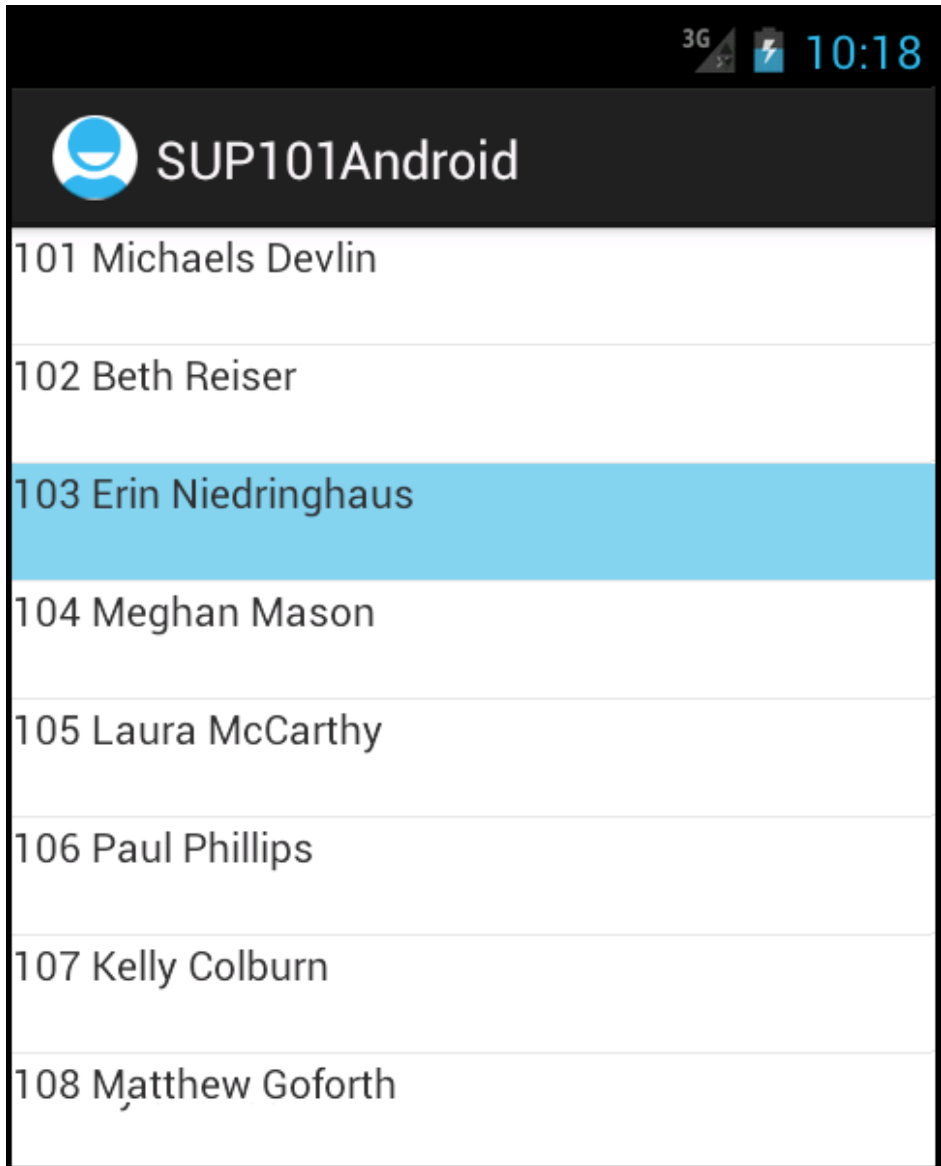 3G 10:18
SUP101Android
101 Michaels Devlin
102 Beth Reiser
103 Erin Niedringhaus
104 Meghan Mason
105 Laura McCarthy
106 Paul Phillips
107 Kelly Colburn
108 Matthew Goforth